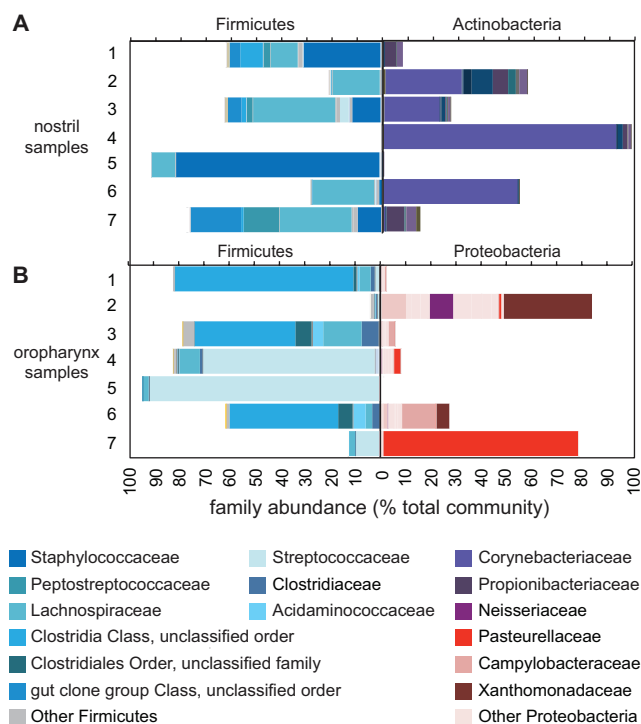 A
Firmicutes Actinobacteria
1
2
3
nostril
samples
4
5
6
7
B
Firmicutes Proteobacteria
1
2
3
oropharynx
samples
4
5
6
7
100 90 80 70 60 50 40 30 20 10 0 10 20 30 40 50 60 70 80 90 100
family abundance (% total community)
Staphylococcaceae Streptococcaceae Corynebacteriaceae
Peptostreptococcaceae Clostridiaceae Propionibacteriaceae
Lachnospiraceae Acidaminococcaceae Neisseriaceae
Clostridia Class, unclassified order Pasteurellaceae
Clostridiales Order, unclassified family Campylobacteraceae
gut clone group Class, unclassified order Xanthomonadaceae
Other Firmicutes Other Proteobacteria